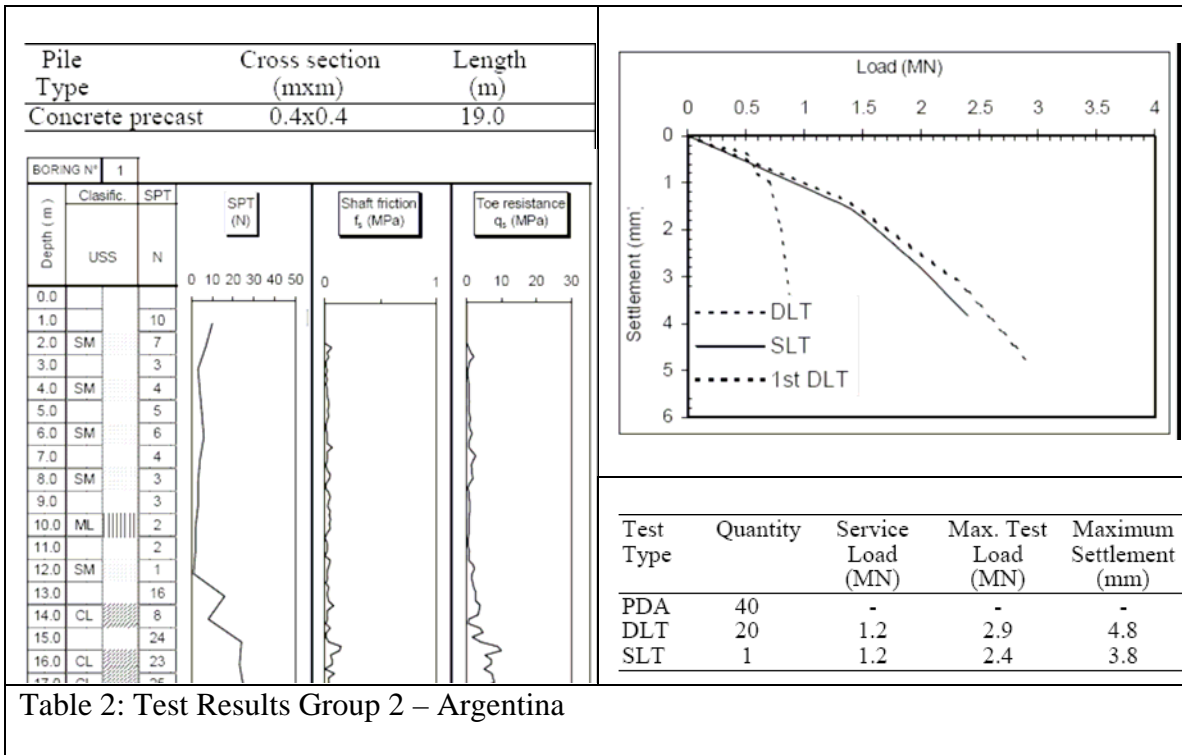 Pile Type Cross section (mxm) Length (m)
Concrete precast 0.4x0.4 19.0
BORING N° 1
Depth ( m ) Clasific. USS SPT N
SPT (N)
Shaft friction fs (MPa)
Toe resistance qs (MPa)
0 10 20 30 40 50 0 1 0 10 20 30
0.0
1.0 10
2.0 SM 7
3.0 3
4.0 SM 4
5.0 5
6.0 SM 6
7.0 4
8.0 SM 3
9.0 3
10.0 ML 2
11.0 2
12.0 SM 1
13.0 16
14.0 CL 8
15.0 24
16.0 CL 23
Load (MN)
0 0.5 1 1.5 2 2.5 3 3.5 4
Settlement (mm)
0
1
2
3
4
5
6
DLT
SLT
1st DLT
Test Type Quantity Service Load (MN) Max. Test Load (MN) Maximum Settlement (mm)
PDA 40 - - -
DLT 20 1.2 2.9 4.8
SLT 1 1.2 2.4 3.8
Table 2: Test Results Group 2 – Argentina